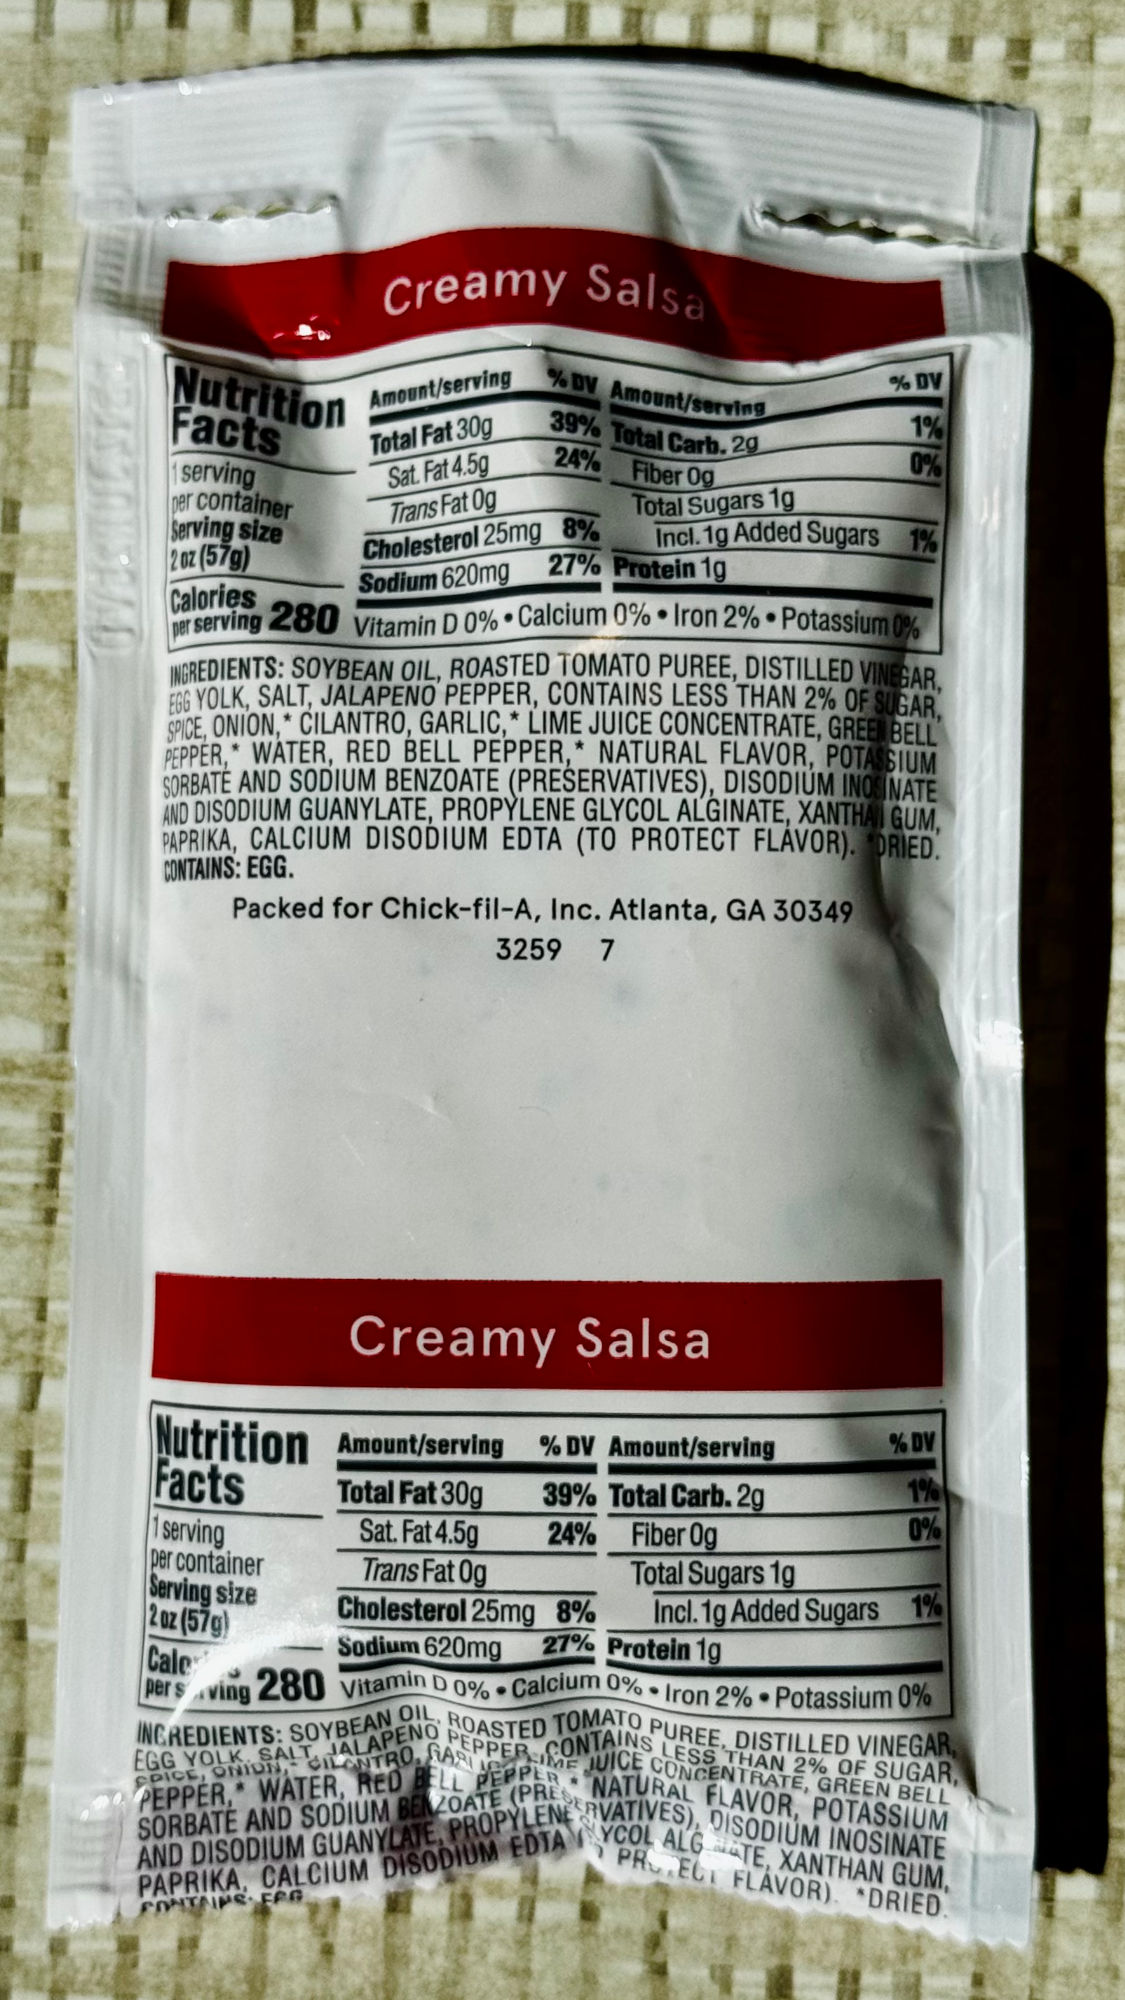 Creamy Salsa
Nutrition
Facts
1 serving
per container
Serving size
2 oz (57g)
Calories
per serving 280
Amount/serving % DV
Total Fat 30g 39%
Sat. Fat 4.5g 24%
Trans Fat 0g
Cholesterol 25mg 8%
Sodium 620mg 27%
Amount/serving % DV
Total Carb. 2g 1%
Fiber 0g 0%
Total Sugars 1g
Incl. 1g Added Sugars 1%
Protein 1g
Vitamin D 0% • Calcium 0% • Iron 2% • Potassium 0%
INGREDIENTS: SOYBEAN OIL, ROASTED TOMATO PUREE, DISTILLED VINEGAR,
EGG YOLK, SALT, JALAPENO PEPPER, CONTAINS LESS THAN 2% OF SUGAR,
SPICE, ONION,* CILANTRO, GARLIC,* LIME JUICE CONCENTRATE, GREEN BELL
PEPPER,* WATER, RED BELL PEPPER,* NATURAL FLAVOR, POTASSIUM
SORBATE AND SODIUM BENZOATE (PRESERVATIVES), DISODIUM INOSINATE
AND DISODIUM GUANYLATE, PROPYLENE GLYCOL ALGINATE, XANTHAN GUM,
PAPRIKA, CALCIUM DISODIUM EDTA (TO PROTECT FLAVOR). *DRIED.
CONTAINS: EGG.
Packed for Chick-fil-A, Inc. Atlanta, GA 30349
3259 7
Creamy Salsa
Nutrition
Facts
1 serving
per container
Serving size
2 oz (57g)
Calories
per serving 280
Amount/serving % DV
Total Fat 30g 39%
Sat. Fat 4.5g 24%
Trans Fat 0g
Cholesterol 25mg 8%
Sodium 620mg 27%
Amount/serving % DV
Total Carb. 2g 1%
Fiber 0g 0%
Total Sugars 1g
Incl. 1g Added Sugars 1%
Protein 1g
Vitamin D 0% • Calcium 0% • Iron 2% • Potassium 0%
INGREDIENTS: SOYBEAN OIL, ROASTED TOMATO PUREE, DISTILLED VINEGAR,
EGG YOLK, SALT, JALAPENO PEPPER, CONTAINS LESS THAN 2% OF SUGAR,
SPICE, ONION,* CILANTRO, GARLIC,* LIME JUICE CONCENTRATE, GREEN BELL
PEPPER,* WATER, RED BELL PEPPER,* NATURAL FLAVOR, POTASSIUM
SORBATE AND SODIUM BENZOATE (PRESERVATIVES), DISODIUM INOSINATE
AND DISODIUM GUANYLATE, PROPYLENE GLYCOL ALGINATE, XANTHAN GUM,
PAPRIKA, CALCIUM DISODIUM EDTA PROTECT FLAVOR). *DRIED.
CONTAINS: EGG